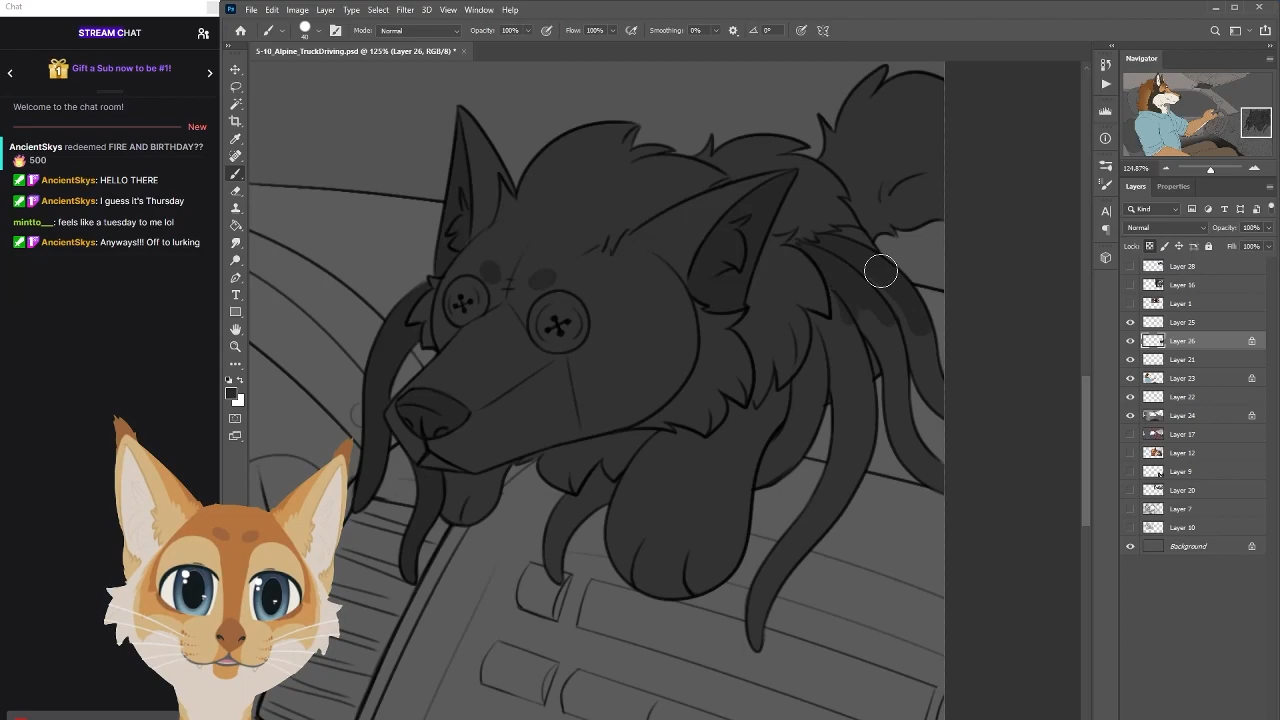 Chat
STREAM CHAT
1
Gift a Sub now to be #1!
Welcome to the chat room!
New
AncientSkys redeemed FIRE AND BIRTHDAY??
500
AncientSkys: HELLO THERE
AncientSkys: I guess it's Thursday
mintto__: feels like a tuesday to me lol
AncientSkys: Anyways!!! Off to lurking
File Edit Image Layer Type Select Filter 3D View Window Help
40 Mode: Normal Opacity: 100% Flow: 100% Smoothing: 0% 0°
5-10_Alpine_TruckDriving.psd @ 125% (Layer 26, RGB/8) *
Navigator
124.87%
Layers Properties
Kind
Normal Opacity: 100%
Lock: Fill: 100%
Layer 28
Layer 16
Layer 1
Layer 25
Layer 26
Layer 21
Layer 23
Layer 22
Layer 24
Layer 17
Layer 12
Layer 9
Layer 20
Layer 7
Layer 10
Background